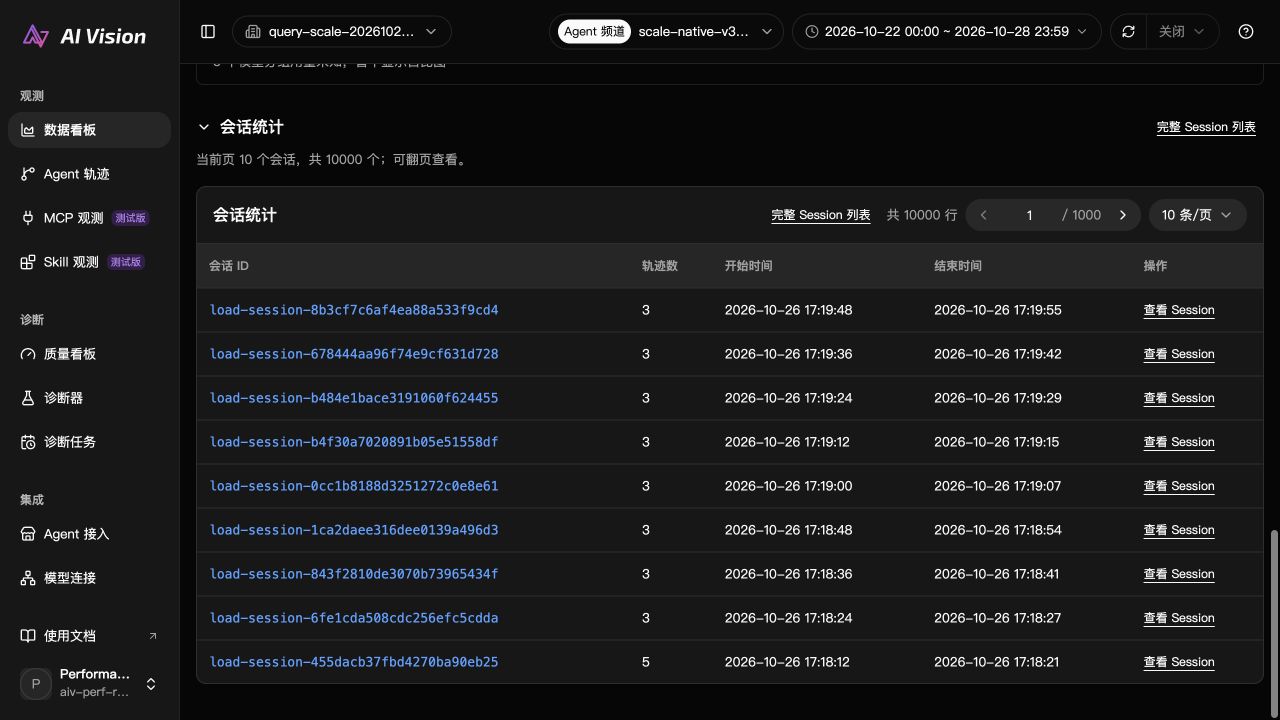 AI Vision
观测
数据看板
Agent 轨迹
MCP 观测 测试版
Skill 观测 测试版
诊断
质量看板
诊断器
诊断任务
集成
Agent 接入
模型连接
使用文档
P
Performa...
aiv-perf-r...
query-scale-2026102...
Agent 频道 scale-native-v3...
2026-10-22 00:00 ~ 2026-10-28 23:59
关闭
会话统计
完整 Session 列表
当前页 10 个会话，共 10000 个；可翻页查看。
会话统计
完整 Session 列表 共 10000 行 1 / 1000 10 条/页
会话 ID 轨迹数 开始时间 结束时间 操作
load-session-8b3cf7c6af4ea88a533f9cd4 3 2026-10-26 17:19:48 2026-10-26 17:19:55 查看 Session
load-session-678444aa96f74e9cf631d728 3 2026-10-26 17:19:36 2026-10-26 17:19:42 查看 Session
load-session-b484e1bace3191060f624455 3 2026-10-26 17:19:24 2026-10-26 17:19:29 查看 Session
load-session-b4f30a7020891b05e51558df 3 2026-10-26 17:19:12 2026-10-26 17:19:15 查看 Session
load-session-0cc1b8188d3251272c0e8e61 3 2026-10-26 17:19:00 2026-10-26 17:19:07 查看 Session
load-session-1ca2daee316dee0139a496d3 3 2026-10-26 17:18:48 2026-10-26 17:18:54 查看 Session
load-session-843f2810de3070b73965434f 3 2026-10-26 17:18:36 2026-10-26 17:18:41 查看 Session
load-session-6fe1cda508cdc256efc5cdda 3 2026-10-26 17:18:24 2026-10-26 17:18:27 查看 Session
load-session-455dacb37fbd4270ba90eb25 5 2026-10-26 17:18:12 2026-10-26 17:18:21 查看 Session